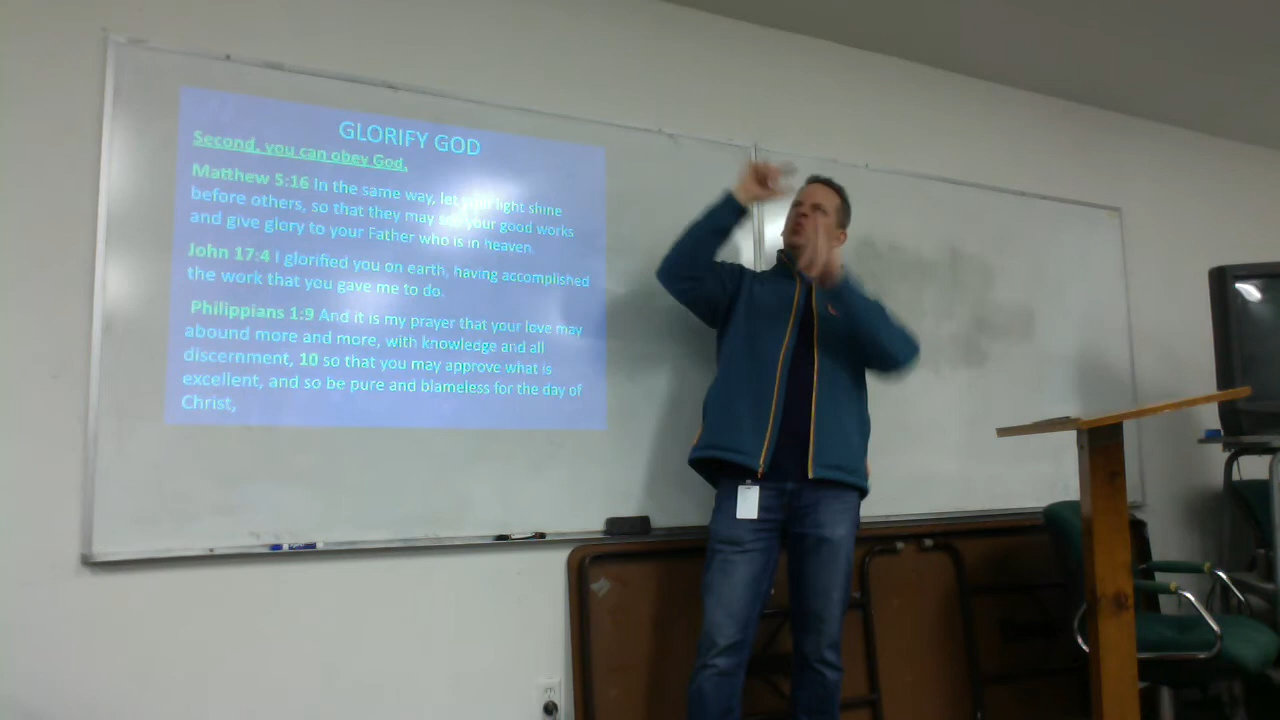 GLORIFY GOD
Second, you can obey God.
Matthew 5:16 In the same way, let your light shine
before others, so that they may see your good works
and give glory to your Father who is in heaven.
John 17:4 I glorified you on earth, having accomplished
the work that you gave me to do.
Philippians 1:9 And it is my prayer that your love may
abound more and more, with knowledge and all
discernment, 10 so that you may approve what is
excellent, and so be pure and blameless for the day of
Christ,